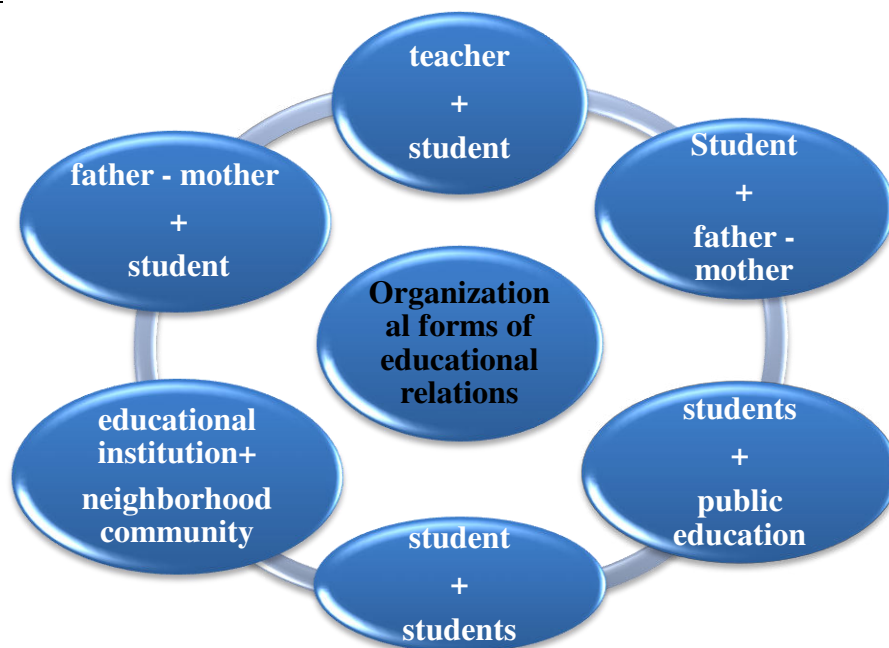 teacher
+
student
Student
+
father -
mother
students
+
public
education
student
+
students
educational
institution+
neighborhood
community
father - mother
+
student
Organization
al forms of
educational
relations